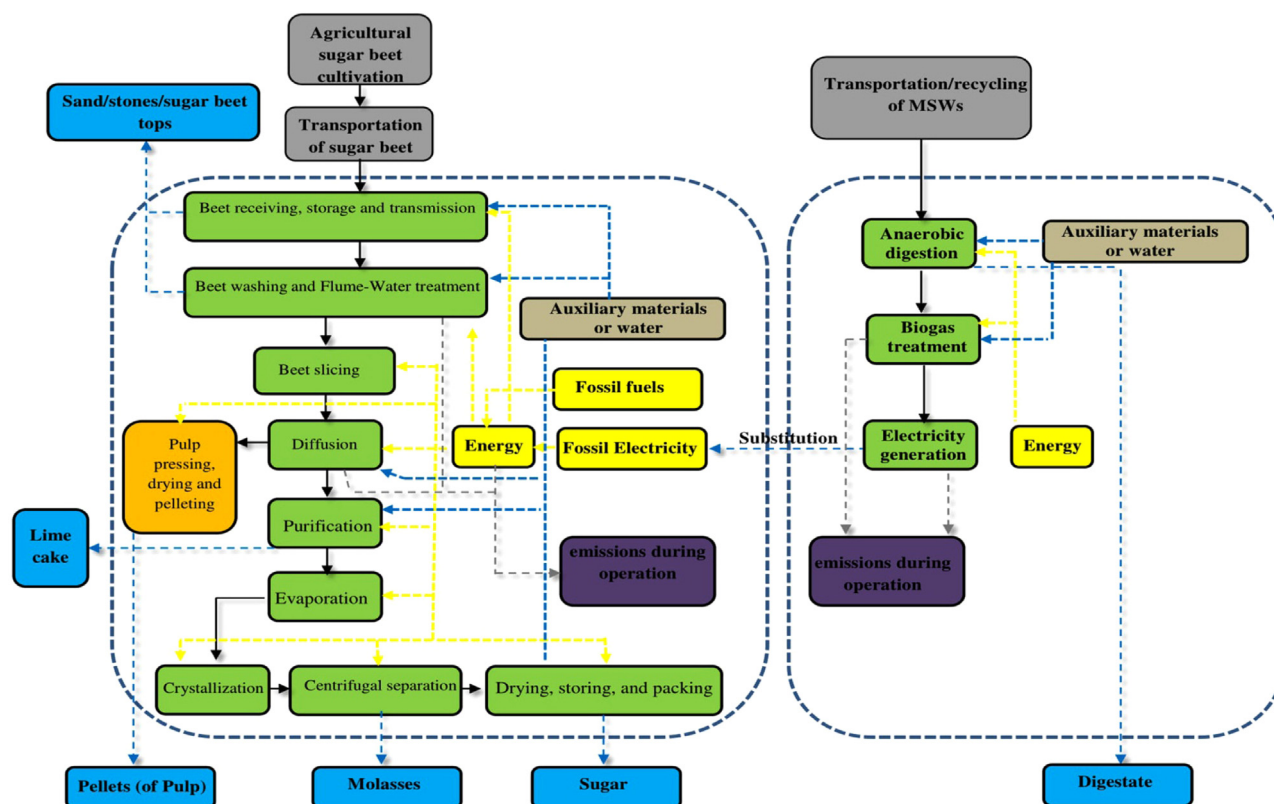 Agricultural
sugar beet
cultivation
Transportation
of sugar beet
Sand/stones/sugar beet
tops
Beet receiving, storage and transmission
Beet washing and Flume-Water treatment
Auxiliary materials
or water
Beet slicing
Fossil fuels
Pulp
pressing,
drying and
pelleting
Diffusion
Energy
Fossil Electricity
Substitution
Lime
cake
Purification
emissions during
operation
Evaporation
Crystallization
Centrifugal separation
Drying, storing, and packing
Pellets (of Pulp)
Molasses
Sugar
Transportation/recycling
of MSWs
Anaerobic
digestion
Auxiliary materials
or water
Biogas
treatment
Electricity
generation
Energy
emissions during
operation
Digestate